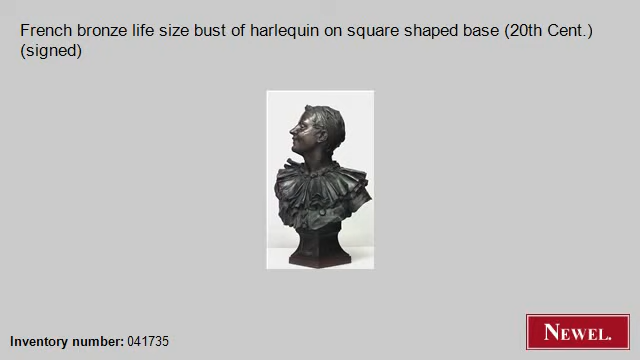 French bronze life size bust of harlequin on square shaped base (20th Cent.)
(signed)
Inventory number: 041735
NEWEL.